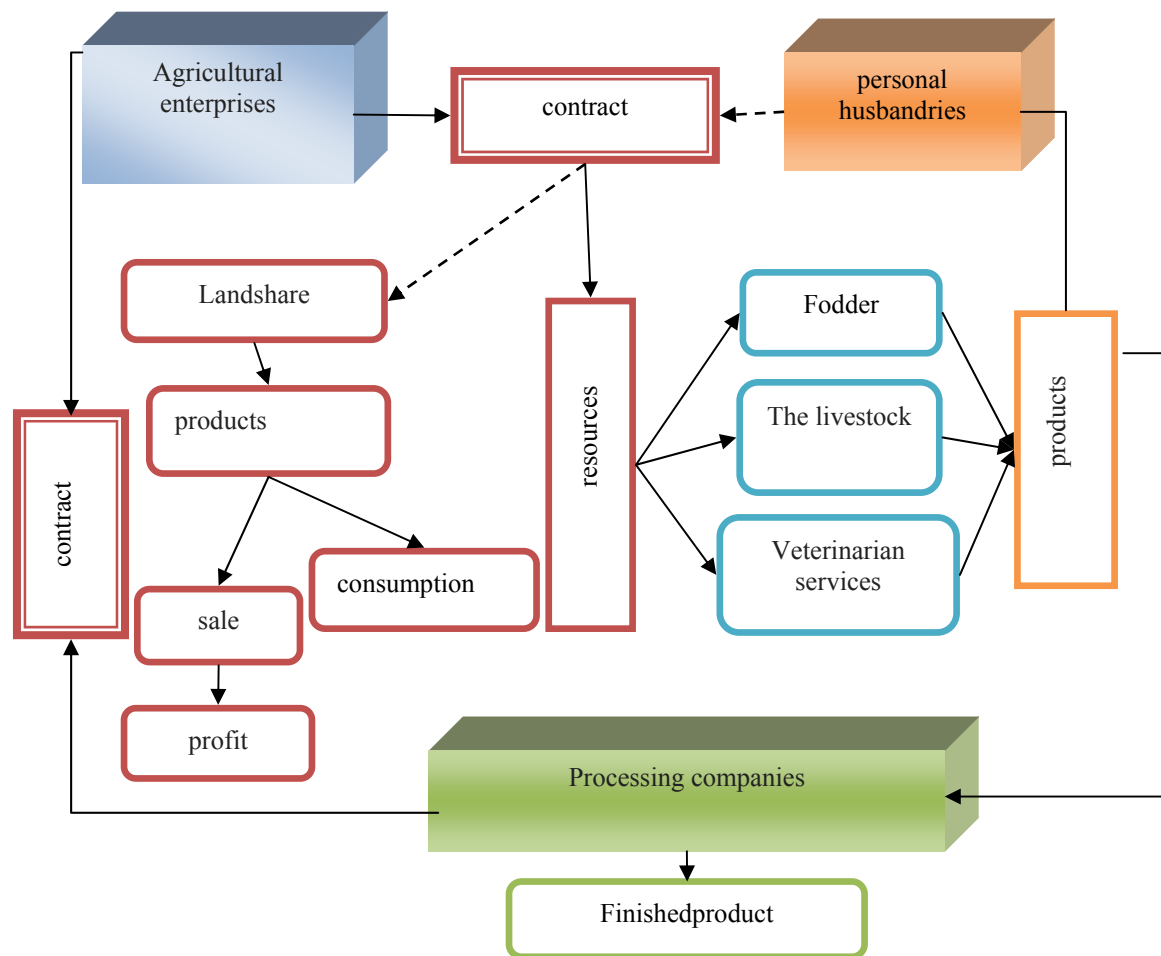 Agricultural
enterprises
contract
personal
husbandries
Landshare
products
contract
sale
consumption
profit
resources
Fodder
The livestock
Veterinarian
services
products
Processing companies
Finishedproduct